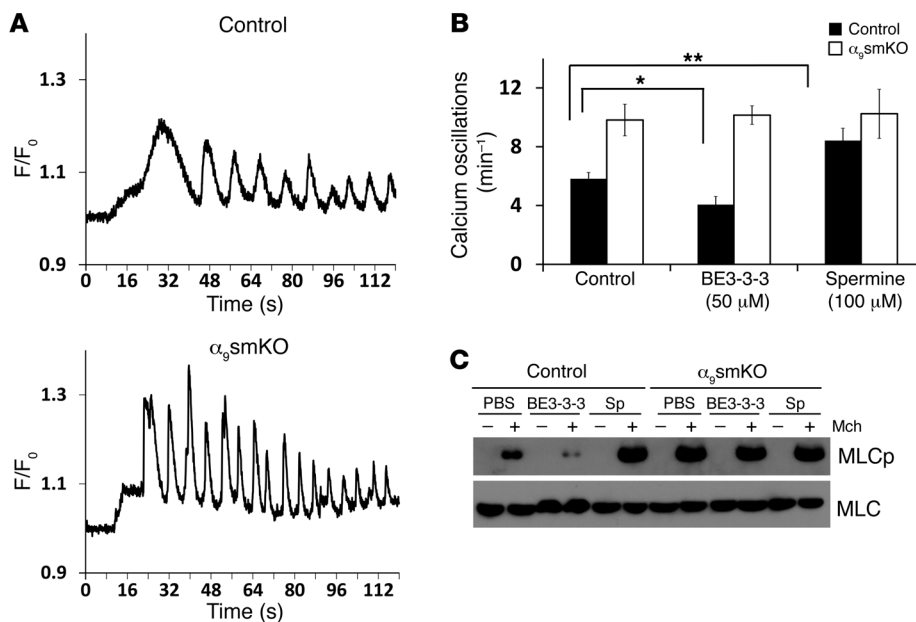 A
Control
F/F0
1.3
1.1
0.9
0 16 32 48 64 80 96 112
Time (s)
α9smKO
F/F0
1.3
1.1
0.9
0 16 32 48 64 80 96 112
Time (s)
B
Control
α9smKO
**
*
Calcium oscillations
(min–1)
12
8
4
0
Control BE3-3-3 Spermine
(50 μM) (100 μM)
C
Control α9smKO
PBS BE3-3-3 Sp PBS BE3-3-3 Sp
– + – + – + – + – + – + Mch
MLCp
MLC